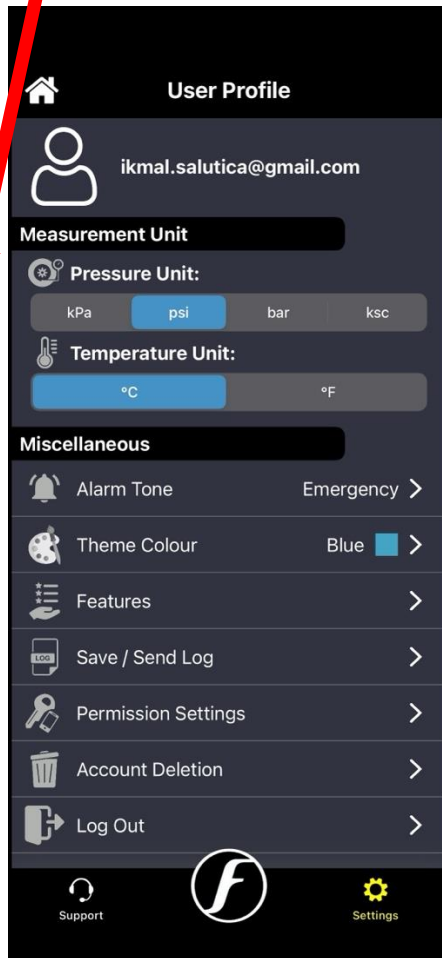 User Profile
ikmal.salutica@gmail.com
Measurement Unit
Pressure Unit:
kPa psi bar ksc
Temperature Unit:
°C °F
Miscellaneous
Alarm Tone Emergency
Theme Colour Blue
Features
LOG
Save / Send Log
Permission Settings
Account Deletion
Log Out
f
Support Settings